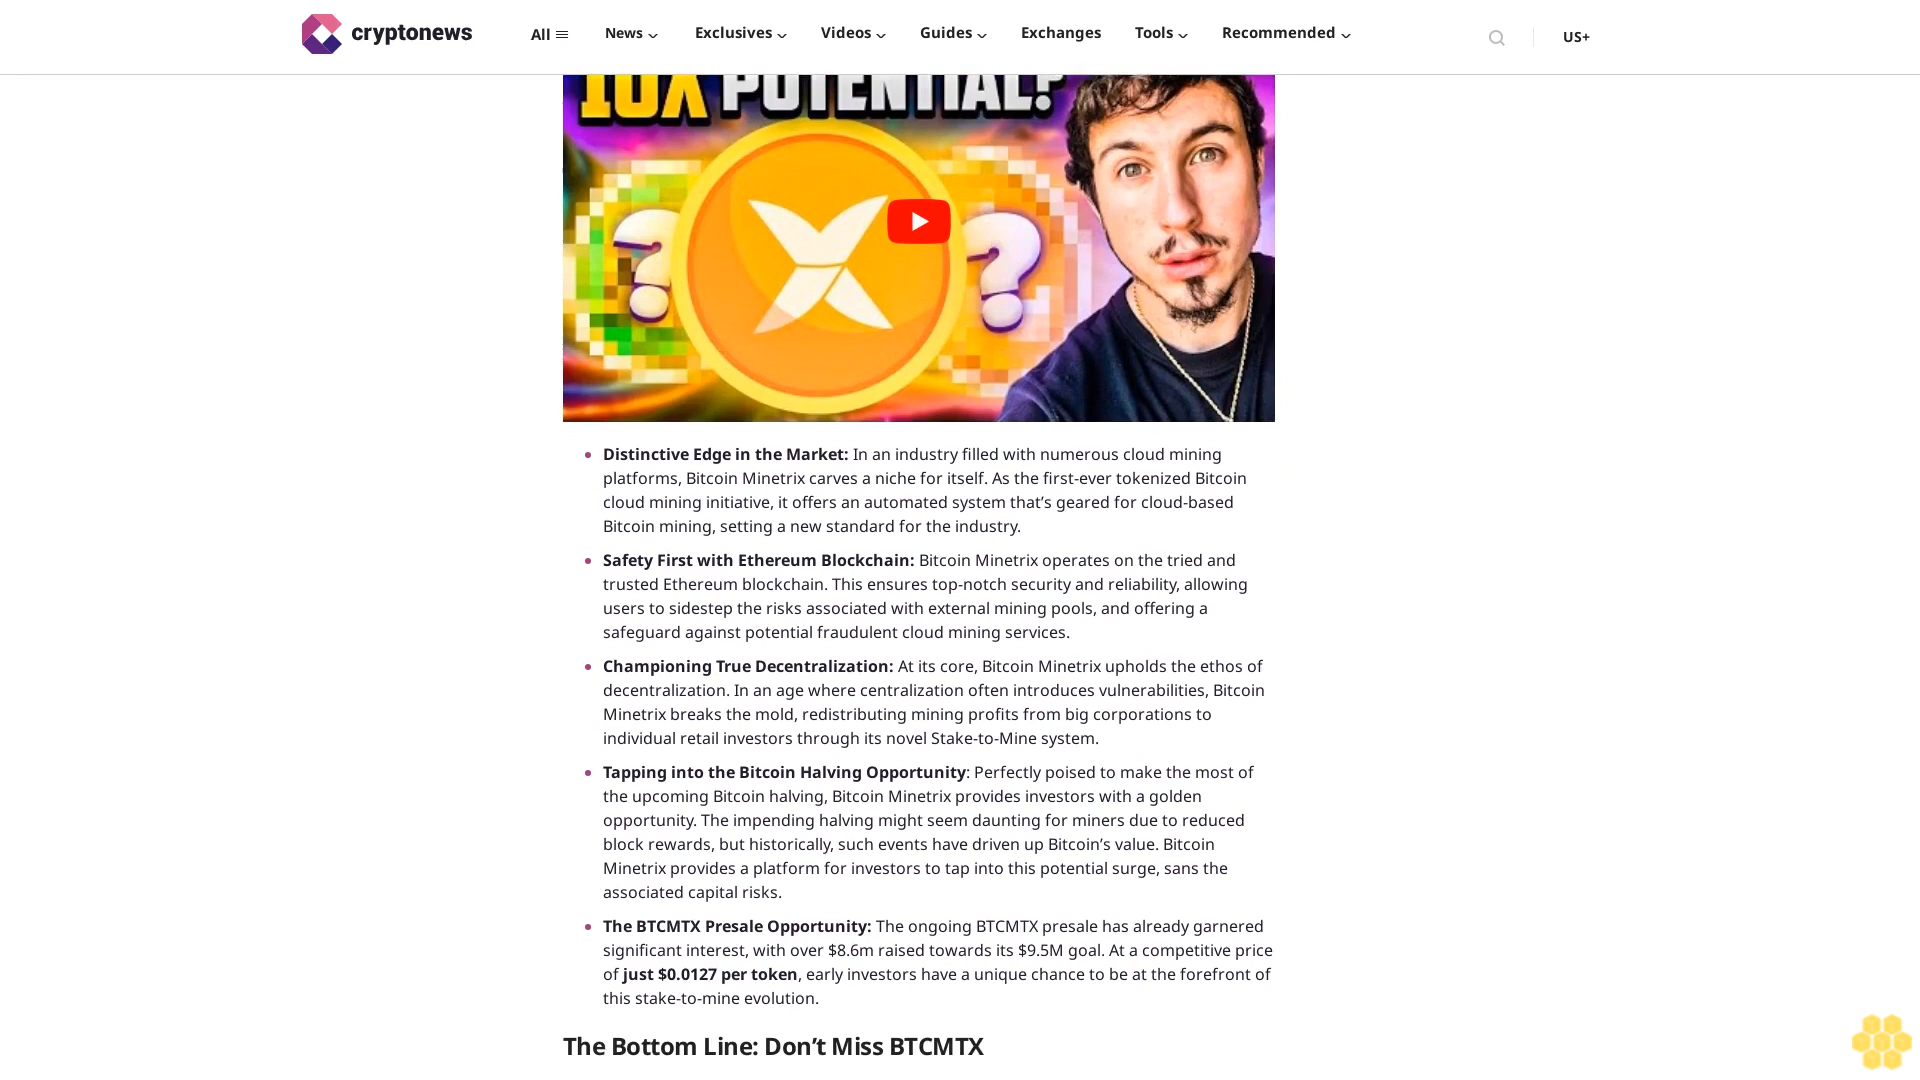 cryptonews
All
News
Exclusives
Videos
Guides
Exchanges
Tools
Recommended
US+
10X POTENTIAL?
? ?
Distinctive Edge in the Market: In an industry filled with numerous cloud mining
platforms, Bitcoin Minetrix carves a niche for itself. As the first-ever tokenized Bitcoin
cloud mining initiative, it offers an automated system that’s geared for cloud-based
Bitcoin mining, setting a new standard for the industry.
Safety First with Ethereum Blockchain: Bitcoin Minetrix operates on the tried and
trusted Ethereum blockchain. This ensures top-notch security and reliability, allowing
users to sidestep the risks associated with external mining pools, and offering a
safeguard against potential fraudulent cloud mining services.
Championing True Decentralization: At its core, Bitcoin Minetrix upholds the ethos of
decentralization. In an age where centralization often introduces vulnerabilities, Bitcoin
Minetrix breaks the mold, redistributing mining profits from big corporations to
individual retail investors through its novel Stake-to-Mine system.
Tapping into the Bitcoin Halving Opportunity: Perfectly poised to make the most of
the upcoming Bitcoin halving, Bitcoin Minetrix provides investors with a golden
opportunity. The impending halving might seem daunting for miners due to reduced
block rewards, but historically, such events have driven up Bitcoin’s value. Bitcoin
Minetrix provides a platform for investors to tap into this potential surge, sans the
associated capital risks.
The BTCMTX Presale Opportunity: The ongoing BTCMTX presale has already garnered
significant interest, with over $8.6m raised towards its $9.5M goal. At a competitive price
of just $0.0127 per token, early investors have a unique chance to be at the forefront of
this stake-to-mine evolution.
The Bottom Line: Don’t Miss BTCMTX